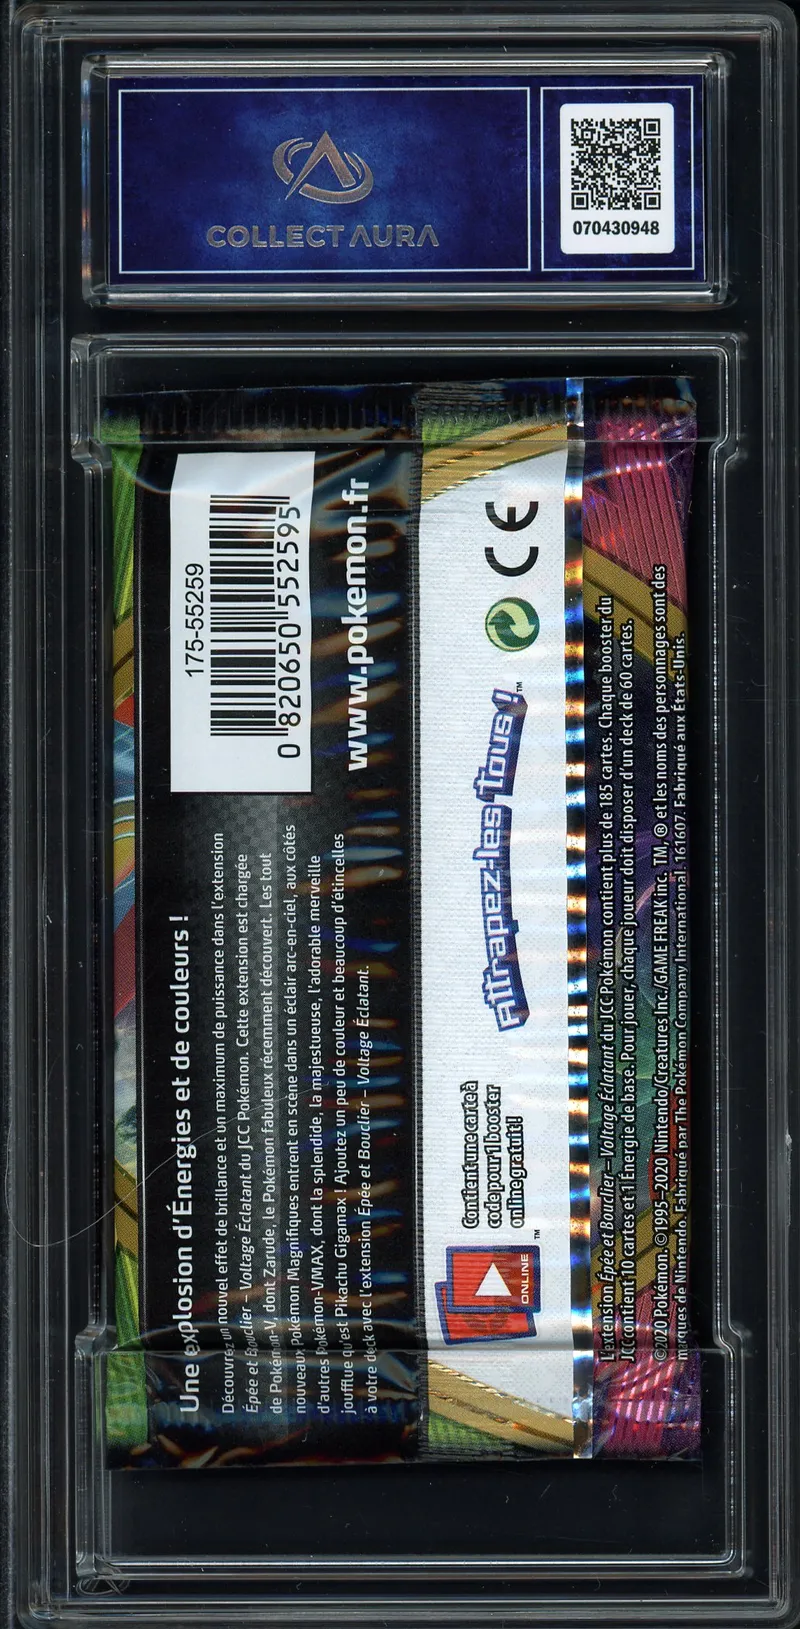 COLLECT AURA
070430948
175-55259
0 820650 552595
www.pokemon.fr
Une explosion d'Énergies et de couleurs !
Découvrez un nouvel effet de brillance et un maximum de puissance dans l'extension
Épée et Bouclier – Voltage Éclatant du JCC Pokémon. Cette extension est chargée
de Pokémon-V, dont Zarude, le Pokémon fabuleux récemment découvert. Les tout
nouveaux Pokémon Magnifiques entrent en scène dans un éclair arc-en-ciel, aux côtés
d'autres Pokémon-VMAX, dont la splendide, la majestueuse, l'adorable merveille
joufflue qu'est Pikachu Gigamax ! Ajoutez un peu de couleur et beaucoup d'étincelles
à votre deck avec l'extension Épée et Bouclier – Voltage Éclatant.
CE
Attrapez-les Tous !™
Contient une carte à
code pour 1 booster
online gratuit !
ONLINE
™
L'extension Épée et Bouclier – Voltage Éclatant du JCC Pokémon contient plus de 185 cartes. Chaque booster du
JCC contient 10 cartes et 1 Énergie de base. Pour jouer, chaque joueur doit disposer d'un deck de 60 cartes.
©2020 Pokémon. ©1995–2020 Nintendo/Creatures Inc./GAME FREAK inc. TM, ® et les noms des personnages sont des
marques de Nintendo. Fabriqué par The Pokémon Company International. 161607. Fabriqué aux États-Unis.